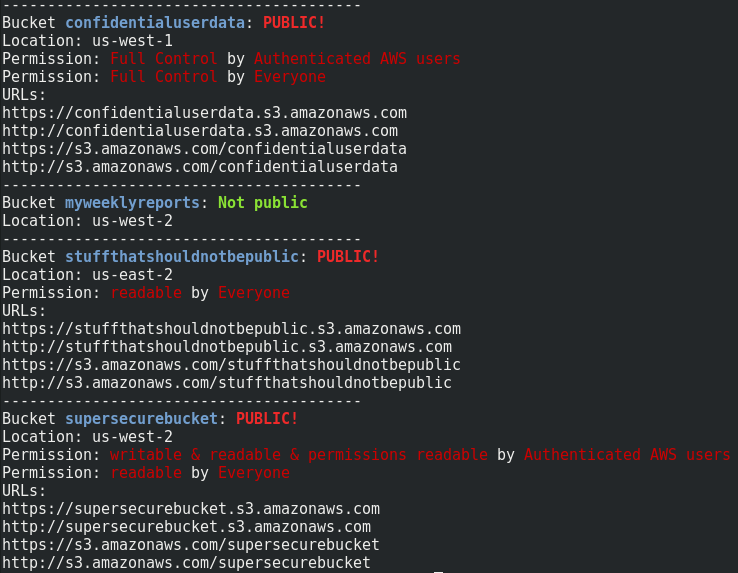 ----------------------------------------
Bucket confidentialuserdata: PUBLIC!
Location: us-west-1
Permission: Full Control by Authenticated AWS users
Permission: Full Control by Everyone
URLs:
https://confidentialuserdata.s3.amazonaws.com
http://confidentialuserdata.s3.amazonaws.com
https://s3.amazonaws.com/confidentialuserdata
http://s3.amazonaws.com/confidentialuserdata
----------------------------------------
Bucket myweeklyreports: Not public
Location: us-west-2
----------------------------------------
Bucket stuffthatshouldnotbepublic: PUBLIC!
Location: us-east-2
Permission: readable by Everyone
URLs:
https://stuffthatshouldnotbepublic.s3.amazonaws.com
http://stuffthatshouldnotbepublic.s3.amazonaws.com
https://s3.amazonaws.com/stuffthatshouldnotbepublic
http://s3.amazonaws.com/stuffthatshouldnotbepublic
----------------------------------------
Bucket supersecurebucket: PUBLIC!
Location: us-west-2
Permission: writable & readable & permissions readable by Authenticated AWS users
Permission: readable by Everyone
URLs:
https://supersecurebucket.s3.amazonaws.com
http://supersecurebucket.s3.amazonaws.com
https://s3.amazonaws.com/supersecurebucket
http://s3.amazonaws.com/supersecurebucket